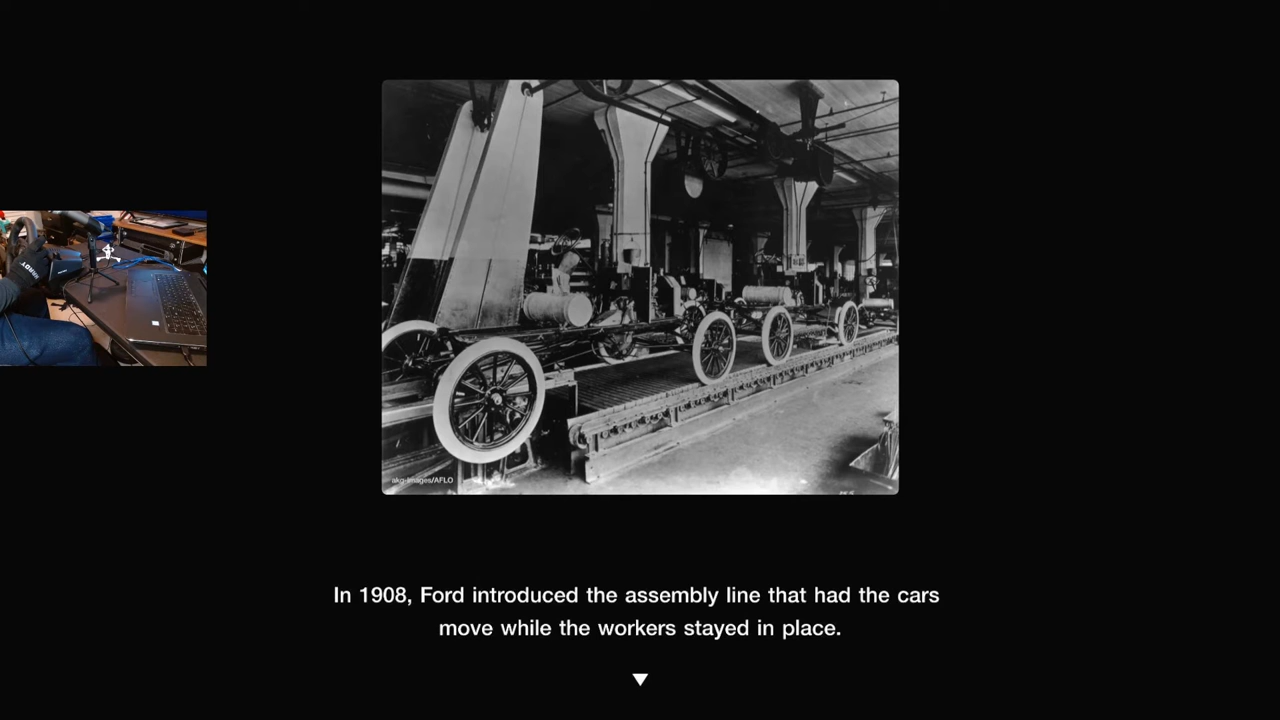 akg-images/AFLO
In 1908, Ford introduced the assembly line that had the cars
move while the workers stayed in place.